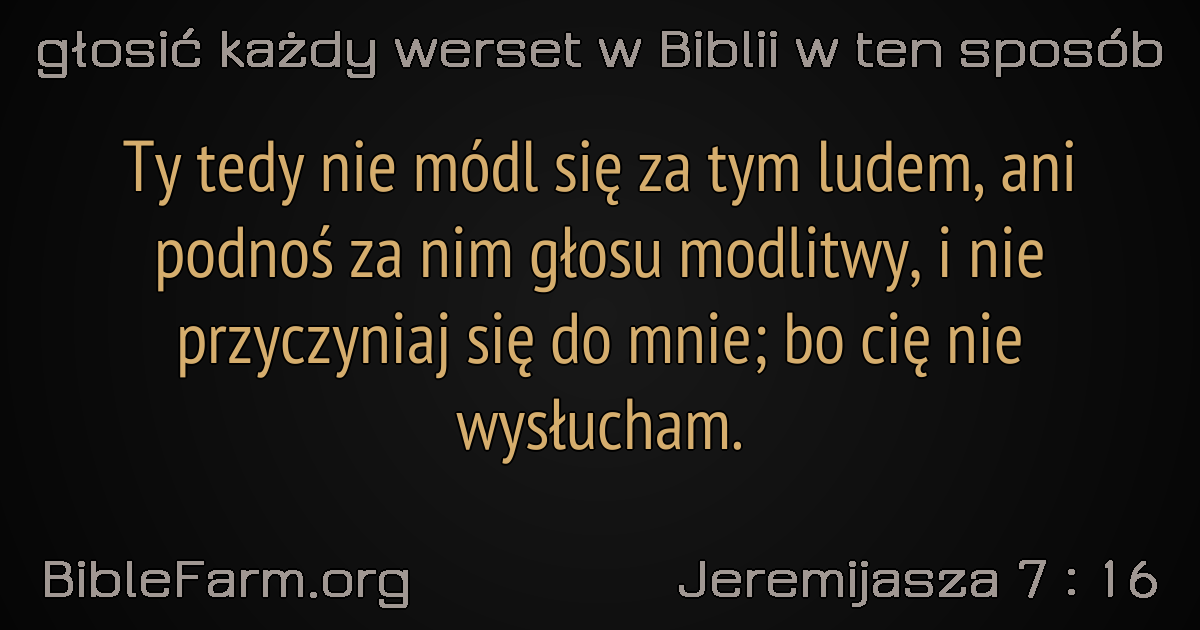 głosić każdy werset w Biblii w ten sposób
Ty tedy nie módl się za tym ludem, ani
podnoś za nim głosu modlitwy, i nie
przyczyniaj się do mnie; bo cię nie
wysłucham.
BibleFarm.org
Jeremijasza 7 : 16